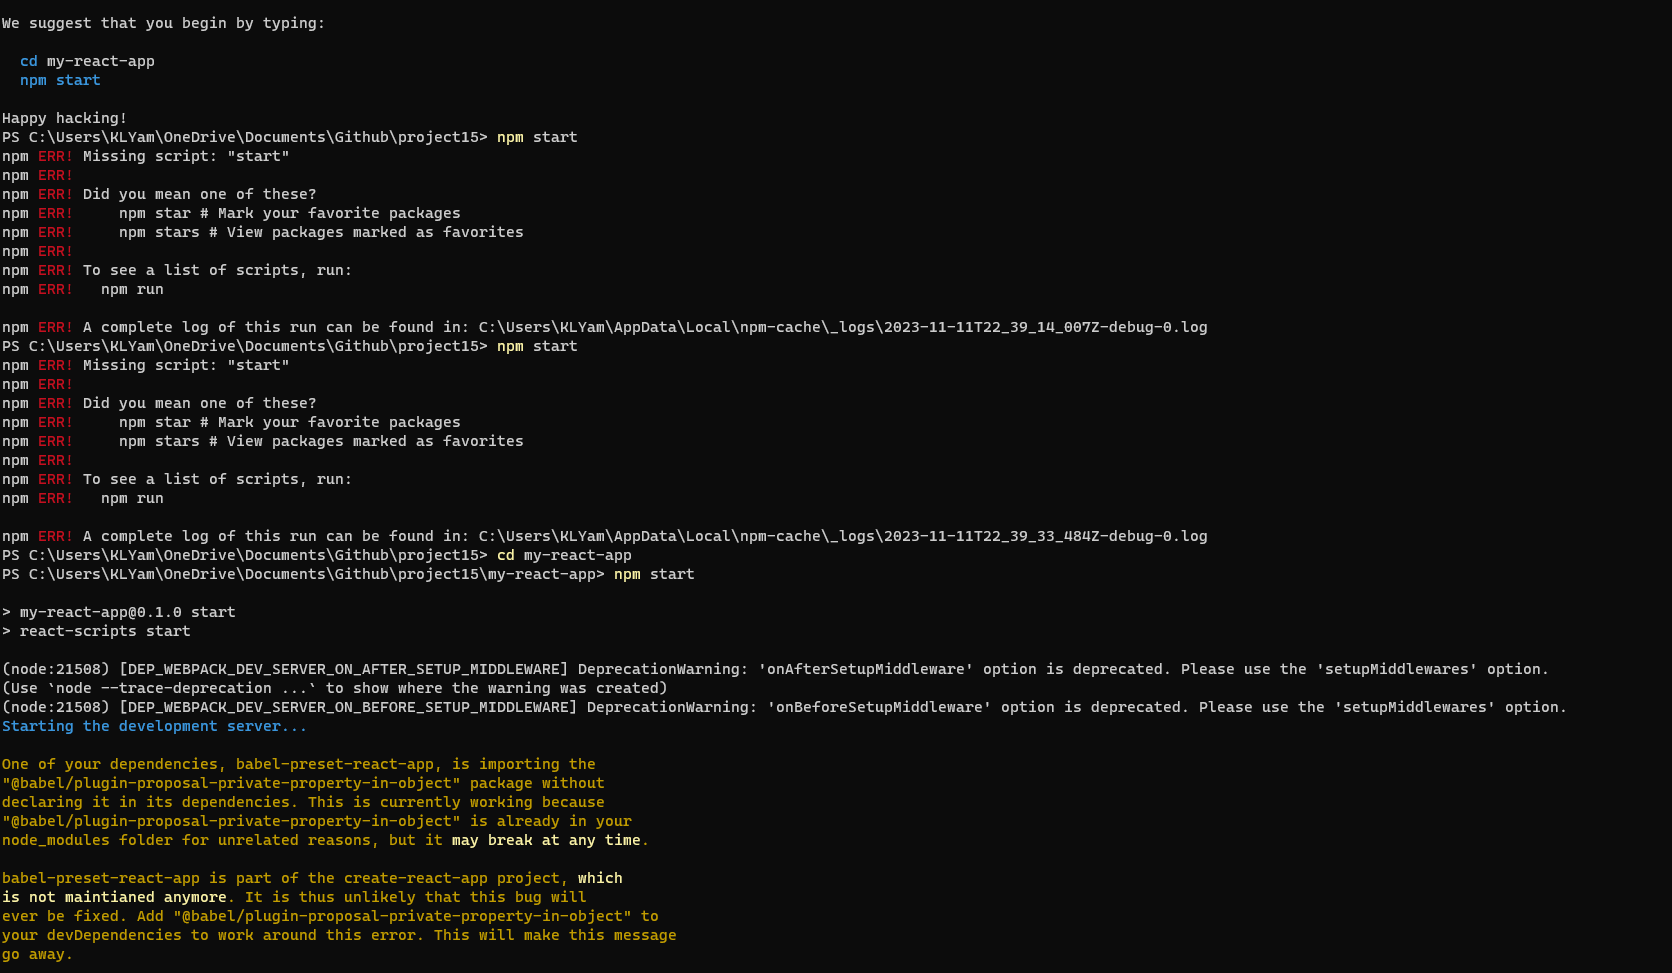 We suggest that you begin by typing:
cd my-react-app
npm start
Happy hacking!
PS C:\Users\KLYam\OneDrive\Documents\Github\project15> npm start
npm ERR! Missing script: "start"
npm ERR!
npm ERR! Did you mean one of these?
npm ERR!     npm star # Mark your favorite packages
npm ERR!     npm stars # View packages marked as favorites
npm ERR!
npm ERR! To see a list of scripts, run:
npm ERR!   npm run
npm ERR! A complete log of this run can be found in: C:\Users\KLYam\AppData\Local\npm-cache\_logs\2023-11-11T22_39_14_007Z-debug-0.log
PS C:\Users\KLYam\OneDrive\Documents\Github\project15> npm start
npm ERR! Missing script: "start"
npm ERR!
npm ERR! Did you mean one of these?
npm ERR!     npm star # Mark your favorite packages
npm ERR!     npm stars # View packages marked as favorites
npm ERR!
npm ERR! To see a list of scripts, run:
npm ERR!   npm run
npm ERR! A complete log of this run can be found in: C:\Users\KLYam\AppData\Local\npm-cache\_logs\2023-11-11T22_39_33_484Z-debug-0.log
PS C:\Users\KLYam\OneDrive\Documents\Github\project15> cd my-react-app
PS C:\Users\KLYam\OneDrive\Documents\Github\project15\my-react-app> npm start
> my-react-app@0.1.0 start
> react-scripts start
(node:21508) [DEP_WEBPACK_DEV_SERVER_ON_AFTER_SETUP_MIDDLEWARE] DeprecationWarning: 'onAfterSetupMiddleware' option is deprecated. Please use the 'setupMiddlewares' option.
(Use `node --trace-deprecation ...` to show where the warning was created)
(node:21508) [DEP_WEBPACK_DEV_SERVER_ON_BEFORE_SETUP_MIDDLEWARE] DeprecationWarning: 'onBeforeSetupMiddleware' option is deprecated. Please use the 'setupMiddlewares' option.
Starting the development server...
One of your dependencies, babel-preset-react-app, is importing the
"@babel/plugin-proposal-private-property-in-object" package without
declaring it in its dependencies. This is currently working because
"@babel/plugin-proposal-private-property-in-object" is already in your
node_modules folder for unrelated reasons, but it may break at any time.
babel-preset-react-app is part of the create-react-app project, which
is not maintianed anymore. It is thus unlikely that this bug will
ever be fixed. Add "@babel/plugin-proposal-private-property-in-object" to
your devDependencies to work around this error. This will make this message
go away.